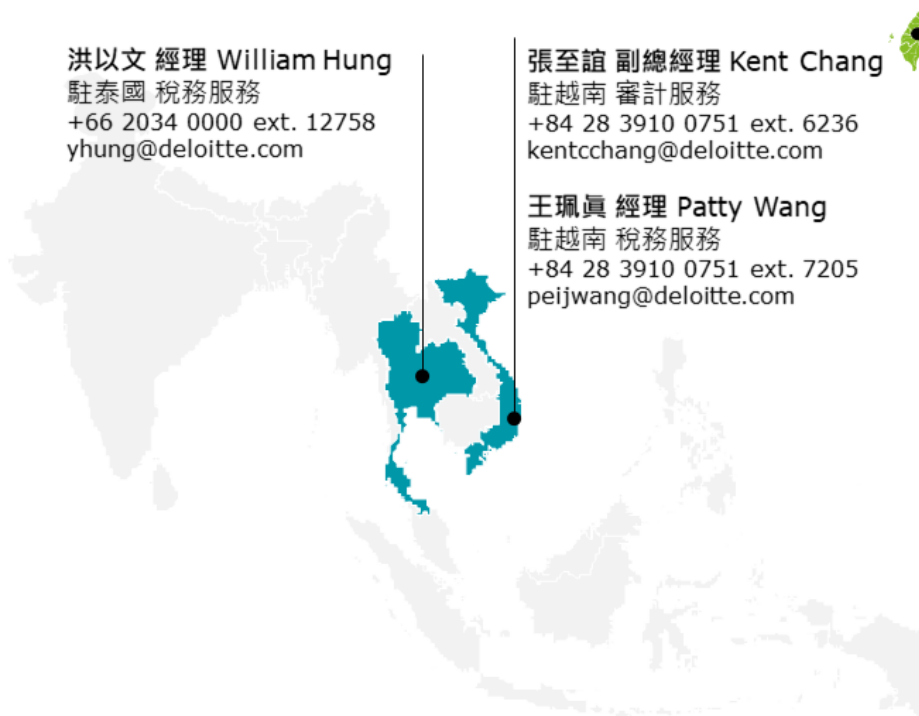 洪以文 經理 William Hung
駐泰國 稅務服務
+66 2034 0000 ext. 12758
yhung@deloitte.com
張至誼 副總經理 Kent Chang
駐越南 審計服務
+84 28 3910 0751 ext. 6236
kentcchang@deloitte.com
王珮眞 經理 Patty Wang
駐越南 稅務服務
+84 28 3910 0751 ext. 7205
peijwang@deloitte.com